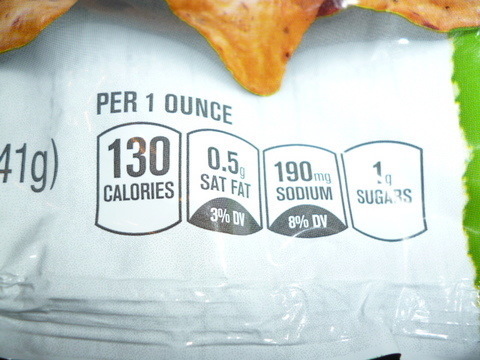 PER 1 OUNCE
41g)
130
CALORIES
0.5g
SAT FAT
3% DV
190mg
SODIUM
8% DV
1g
SUGARS